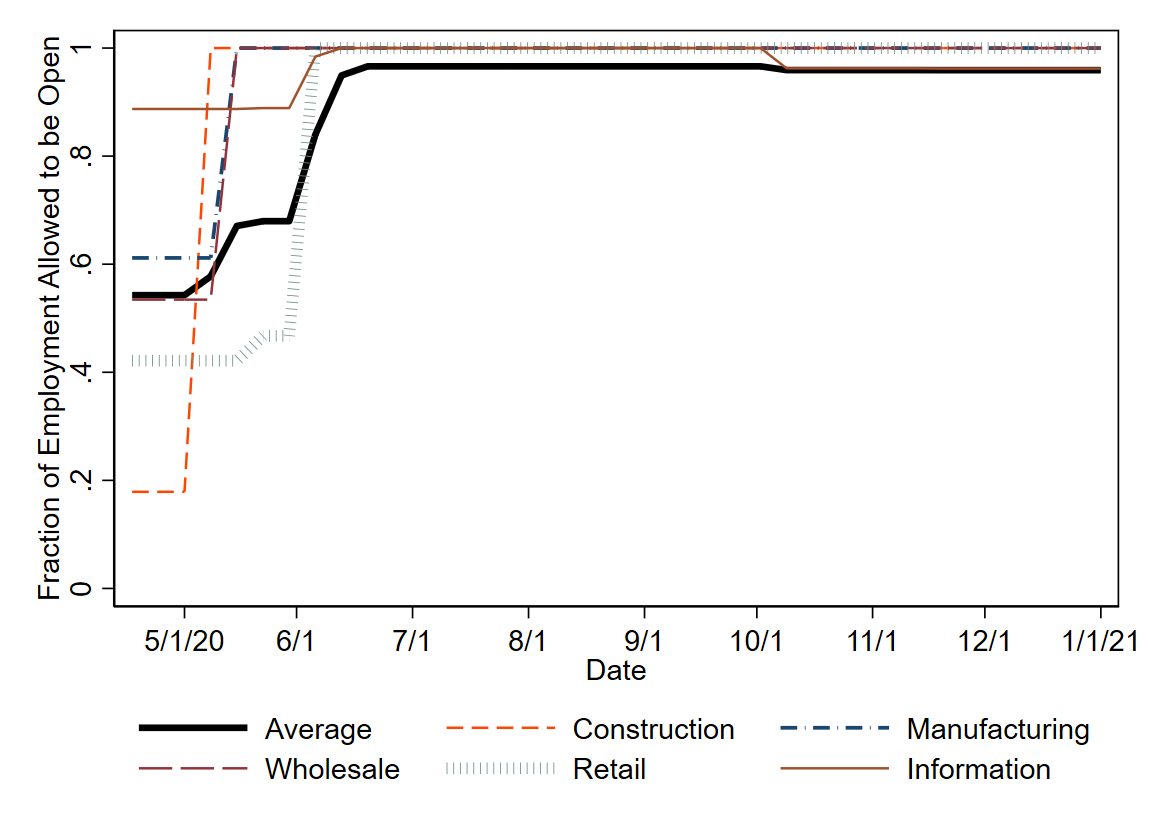 Fraction of Employment Allowed to be Open
1
.8
.6
.4
.2
0
5/1/20 6/1 7/1 8/1 9/1 10/1 11/1 12/1 1/1/21
Date
Average Construction Manufacturing
Wholesale Retail Information